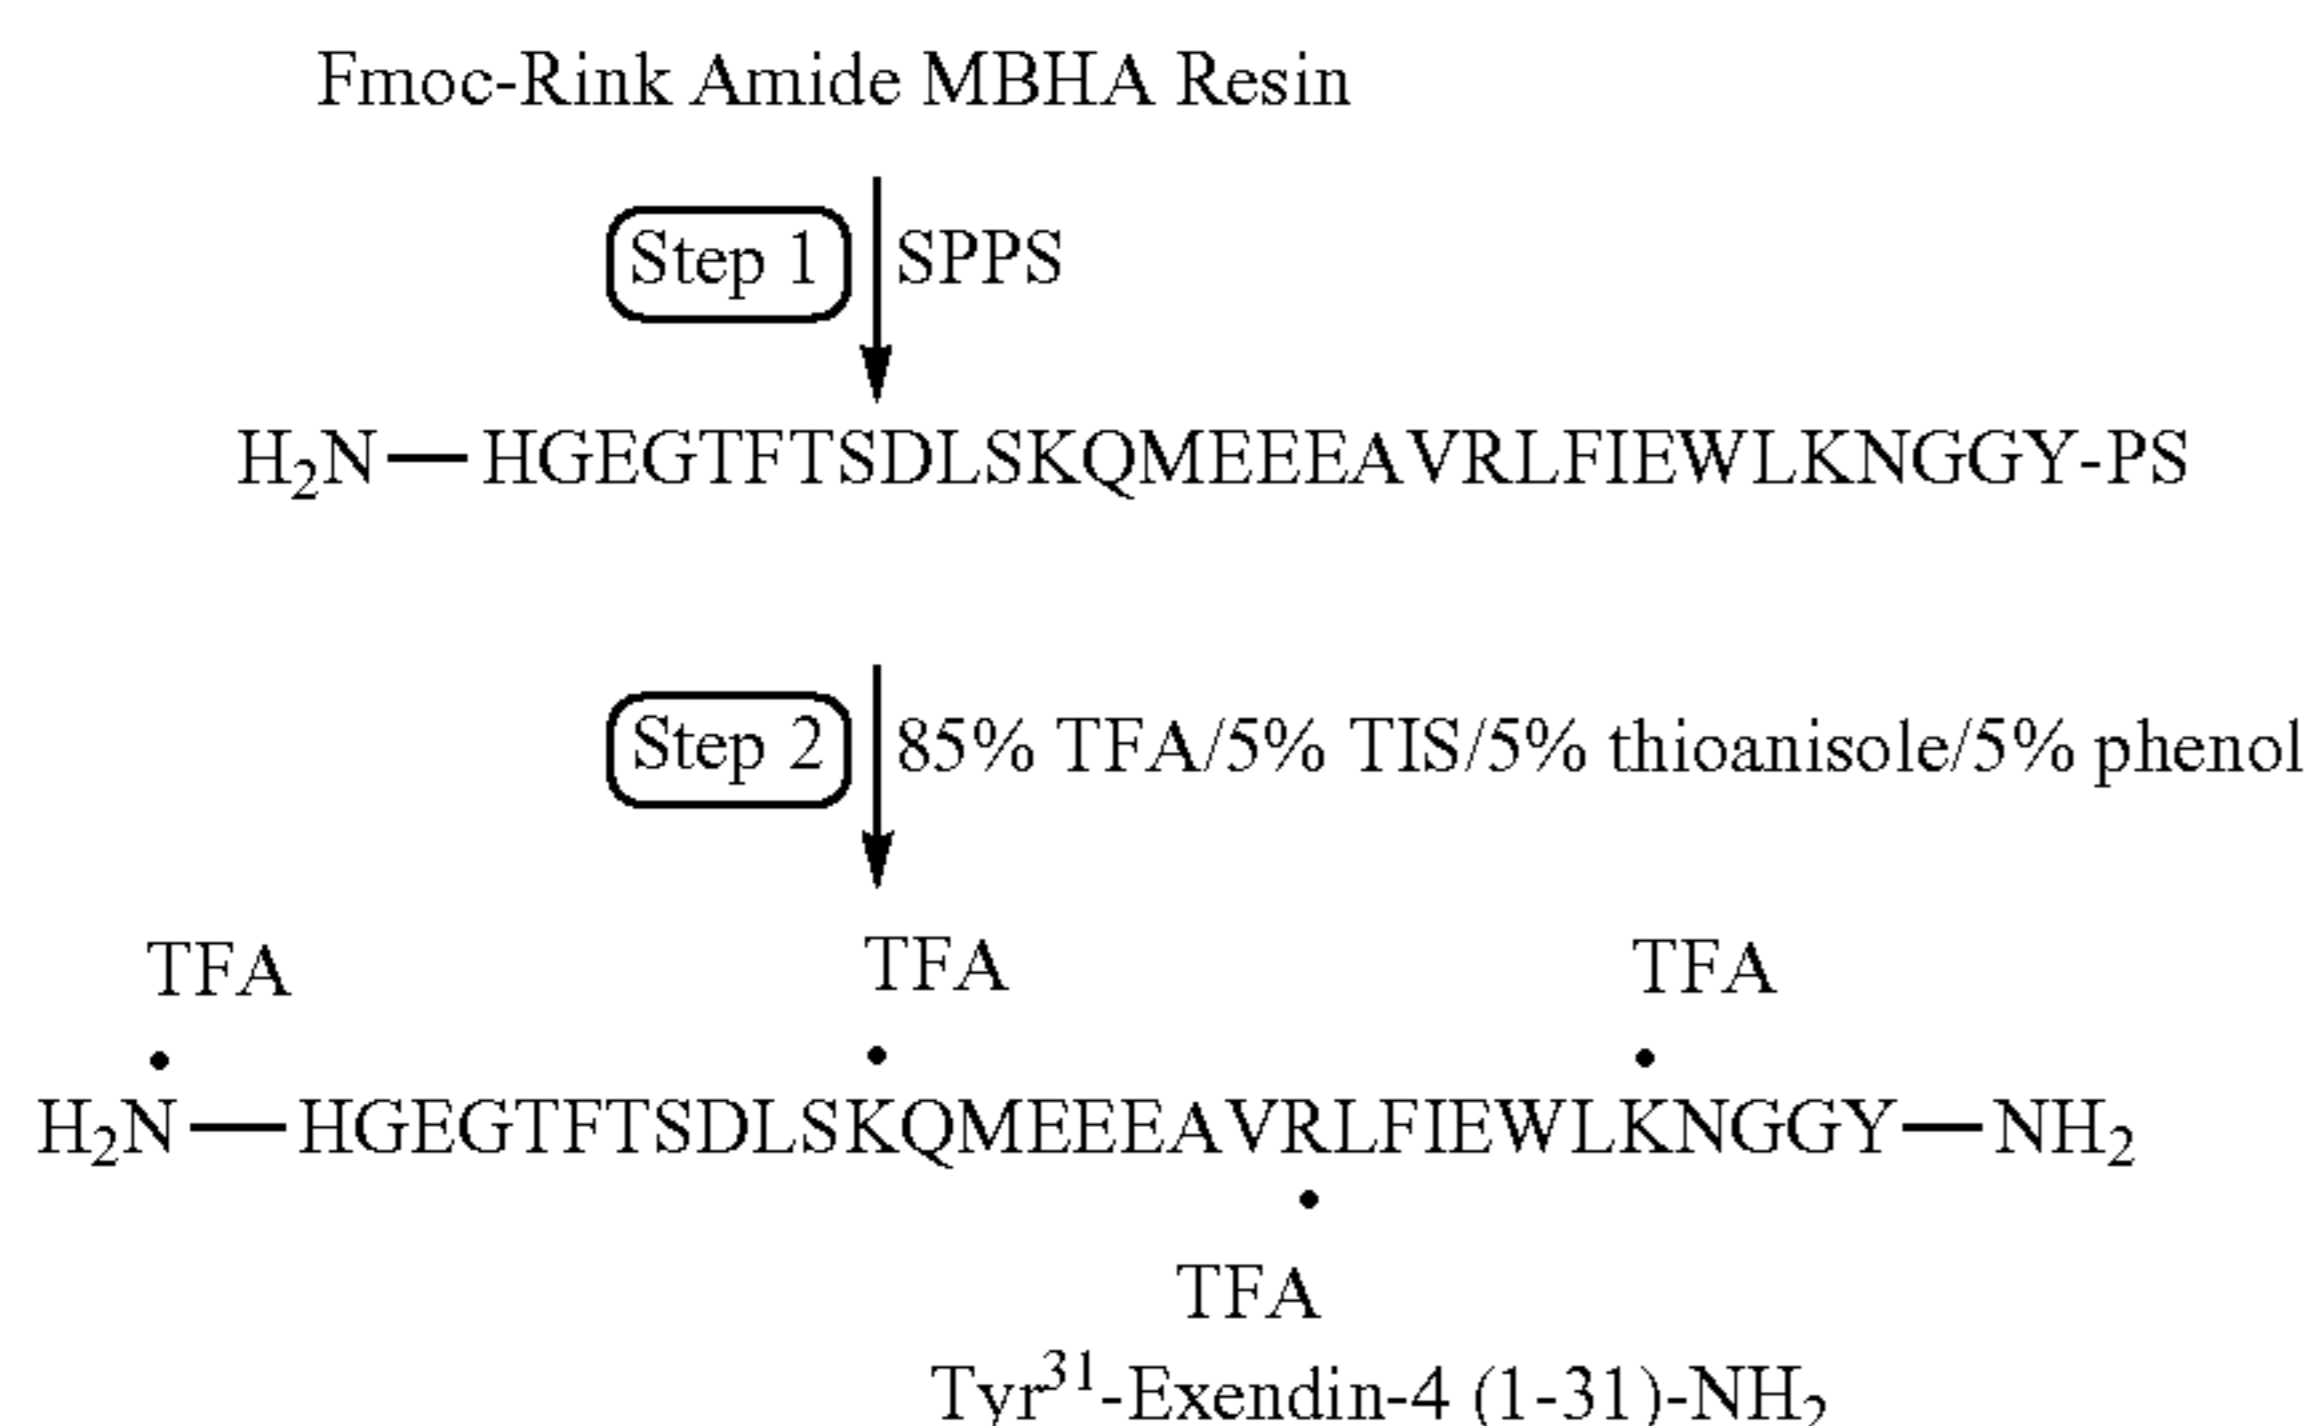 Fmoc-Rink Amide MBHA Resin
Step 1 SPPS
H₂N—HGEGTFTSDLSKQMEEEAVRLFIEWLKNGGY-PS
Step 2 85% TFA/5% TIS/5% thioanisole/5% phenol
TFA TFA TFA
• • •
H₂N—HGEGTFTSDLSKQMEEEAVRLFIEWLKNGGY—NH₂
•
TFA
Tyr³¹-Exendin-4 (1-31)-NH₂